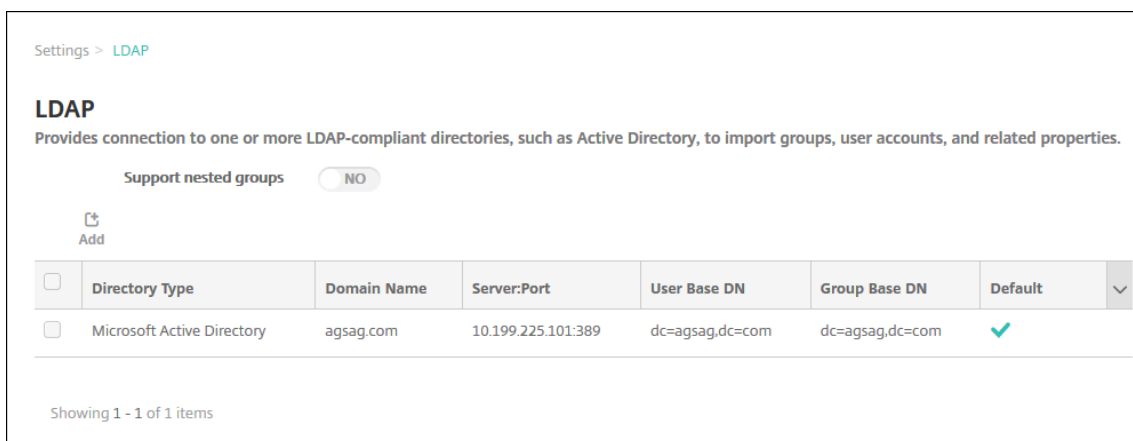 Settings > LDAP
LDAP
Provides connection to one or more LDAP-compliant directories, such as Active Directory, to import groups, user accounts, and related properties.
Support nested groups NO
Add
Directory Type Domain Name Server:Port User Base DN Group Base DN Default
Microsoft Active Directory agsag.com 10.199.225.101:389 dc=agsag,dc=com dc=agsag,dc=com
Showing 1 - 1 of 1 items